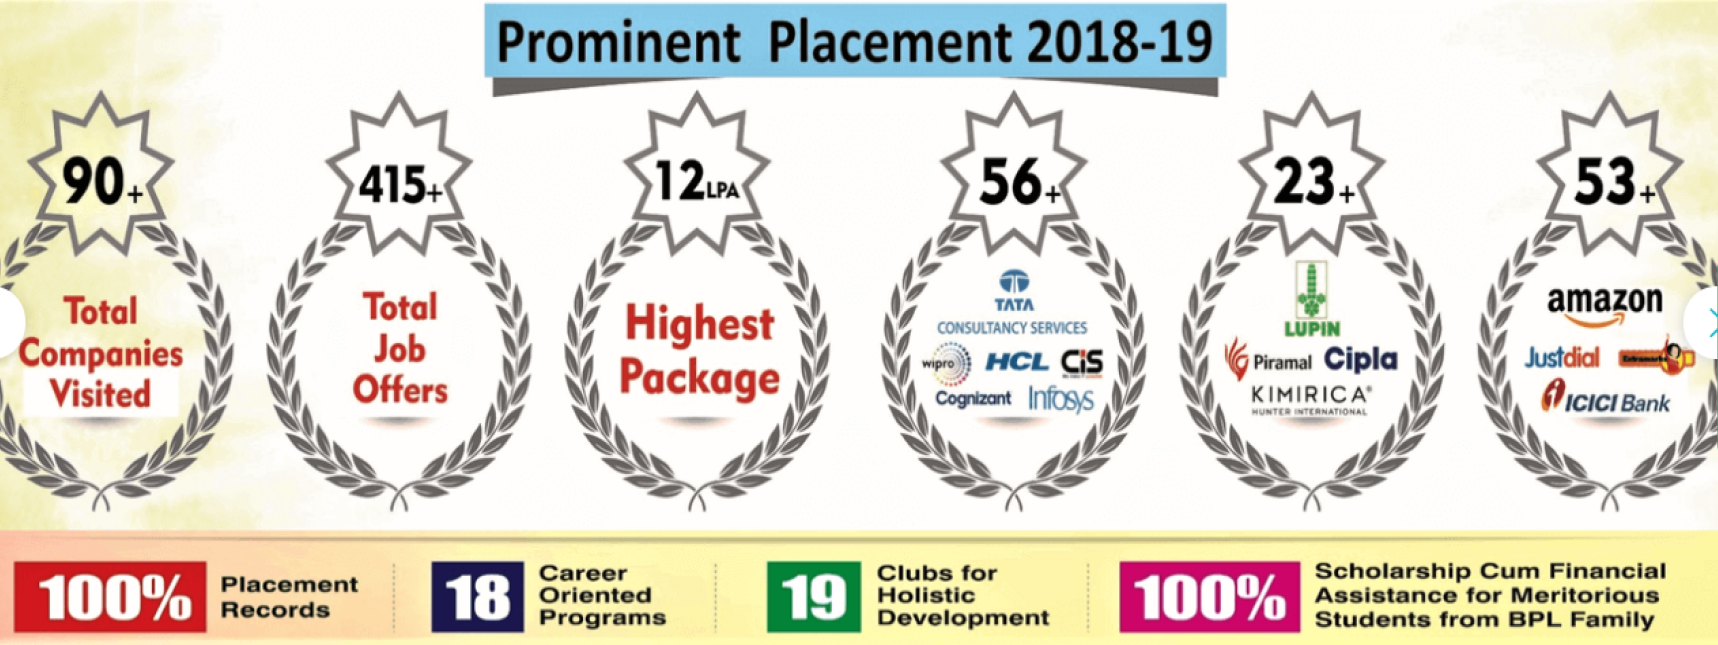 Prominent Placement 2018-19
90+
Total
Companies
Visited
415+
Total
Job
Offers
12LPA
Highest
Package
56+
TATA
CONSULTANCY SERVICES
wipro HCL CiS
Cognizant Infosys
23+
LUPIN
Piramal Cipla
KIMIRICA®
HUNTER INTERNATIONAL
53+
amazon
Justdial Extramarks
ICICI Bank
100% Placement
Records
18 Career
Oriented
Programs
19 Clubs for
Holistic
Development
100% Scholarship Cum Financial
Assistance for Meritorious
Students from BPL Family